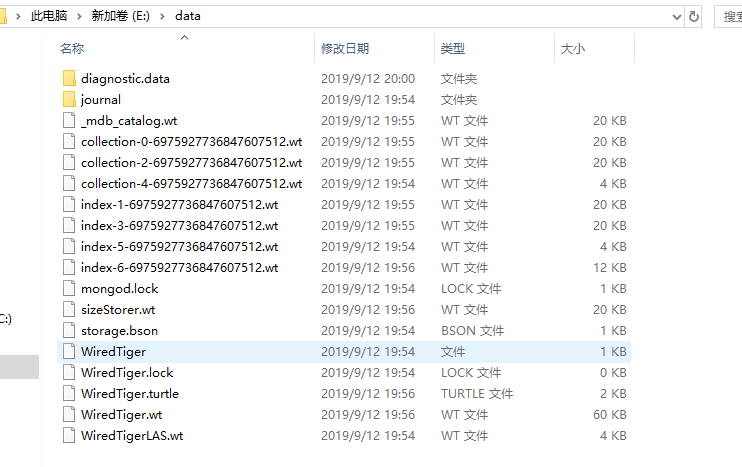 此电脑 > 新加卷 (E:) > data
搜索
名称 修改日期 类型 大小
diagnostic.data 2019/9/12 20:00 文件夹
journal 2019/9/12 19:54 文件夹
_mdb_catalog.wt 2019/9/12 19:55 WT 文件 20 KB
collection-0-6975927736847607512.wt 2019/9/12 19:55 WT 文件 20 KB
collection-2-6975927736847607512.wt 2019/9/12 19:55 WT 文件 20 KB
collection-4-6975927736847607512.wt 2019/9/12 19:54 WT 文件 4 KB
index-1-6975927736847607512.wt 2019/9/12 19:55 WT 文件 20 KB
index-3-6975927736847607512.wt 2019/9/12 19:55 WT 文件 20 KB
index-5-6975927736847607512.wt 2019/9/12 19:54 WT 文件 4 KB
index-6-6975927736847607512.wt 2019/9/12 19:56 WT 文件 12 KB
mongod.lock 2019/9/12 19:54 LOCK 文件 1 KB
sizeStorer.wt 2019/9/12 19:56 WT 文件 20 KB
storage.bson 2019/9/12 19:54 BSON 文件 1 KB
WiredTiger 2019/9/12 19:54 文件 1 KB
C:)
WiredTiger.lock 2019/9/12 19:54 LOCK 文件 0 KB
WiredTiger.turtle 2019/9/12 19:56 TURTLE 文件 2 KB
WiredTiger.wt 2019/9/12 19:56 WT 文件 60 KB
WiredTigerLAS.wt 2019/9/12 19:54 WT 文件 4 KB